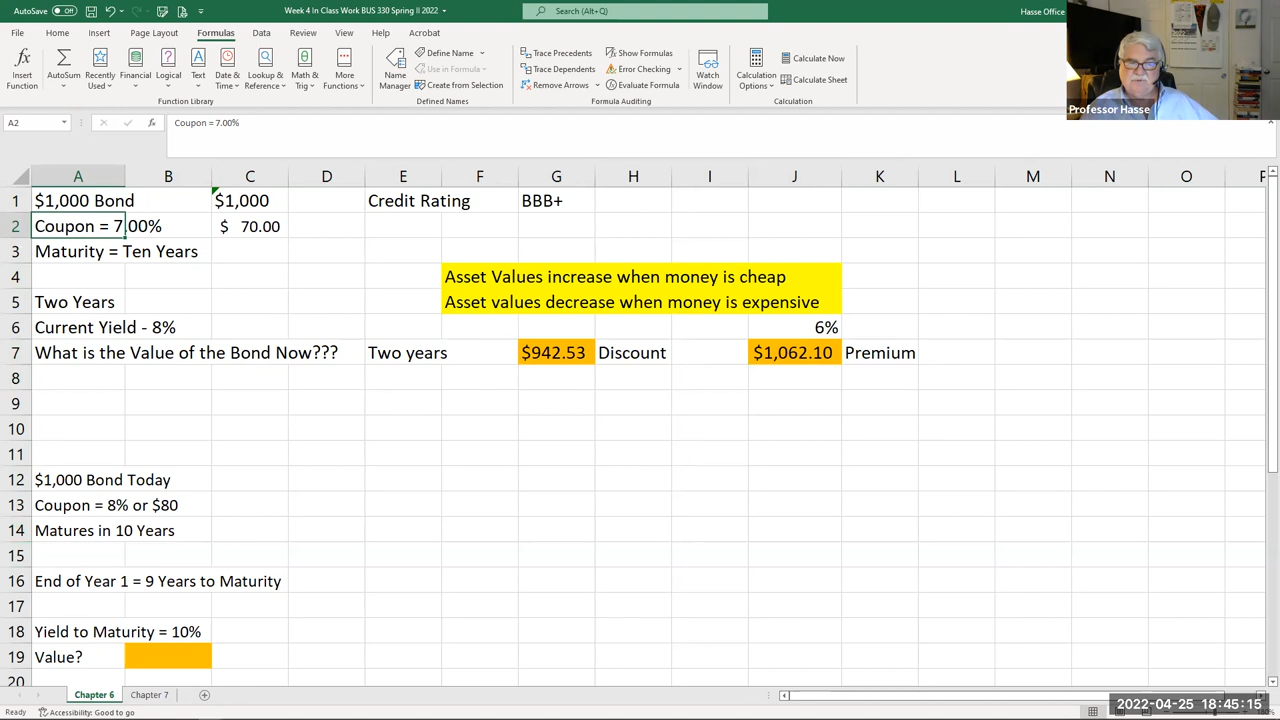 AutoSave Off Week 4 In Class Work BUS 330 Spring II 2022 Search (Alt+Q) Hasse Office
File Home Insert Page Layout Formulas Data Review View Help Acrobat
Insert Function AutoSum Recently Used Financial Logical Text Date & Time Lookup & Reference Math & Trig More Functions
Function Library
Name Manager Define Name Use in Formula Create from Selection
Defined Names
Trace Precedents Trace Dependents Remove Arrows Show Formulas Error Checking Evaluate Formula Watch Window
Formula Auditing
Calculation Options Calculate Now Calculate Sheet
Calculation
Professor Hasse
A2 fx Coupon = 7.00%
A B C D E F G H I J K L M N O P
1 $1,000 Bond $1,000 Credit Rating BBB+
2 Coupon = 7.00% $ 70.00
3 Maturity = Ten Years
4 Asset Values increase when money is cheap
5 Two Years Asset values decrease when money is expensive
6 Current Yield - 8% 6%
7 What is the Value of the Bond Now??? Two years $942.53 Discount $1,062.10 Premium
8
9
10
11
12 $1,000 Bond Today
13 Coupon = 8% or $80
14 Matures in 10 Years
15
16 End of Year 1 = 9 Years to Maturity
17
18 Yield to Maturity = 10%
19 Value?
20
Chapter 6 Chapter 7
Ready Accessibility: Good to go
2022-04-25 18:45:15